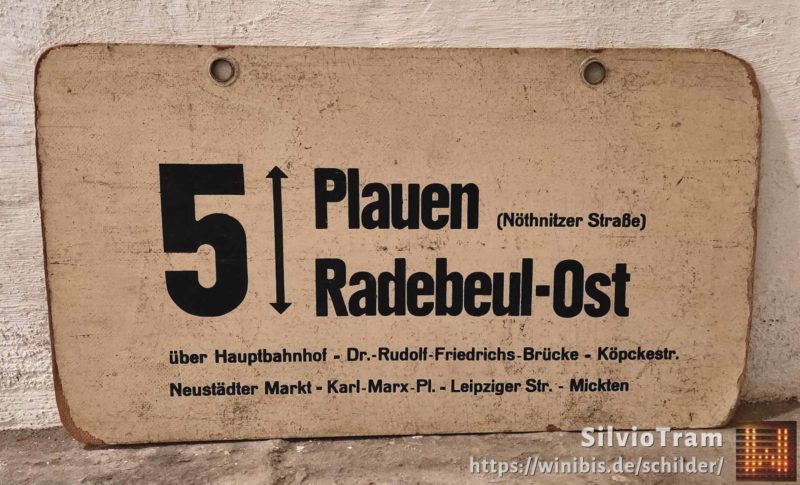 5 Plauen (Nöthnitzer Straße)
Radebeul-Ost
über Hauptbahnhof - Dr.-Rudolf-Friedrichs-Brücke - Köpckestr.
Neustädter Markt - Karl-Marx-Pl. - Leipziger Str. - Mickten
SilvioTram
https://winibis.de/schilder/
W